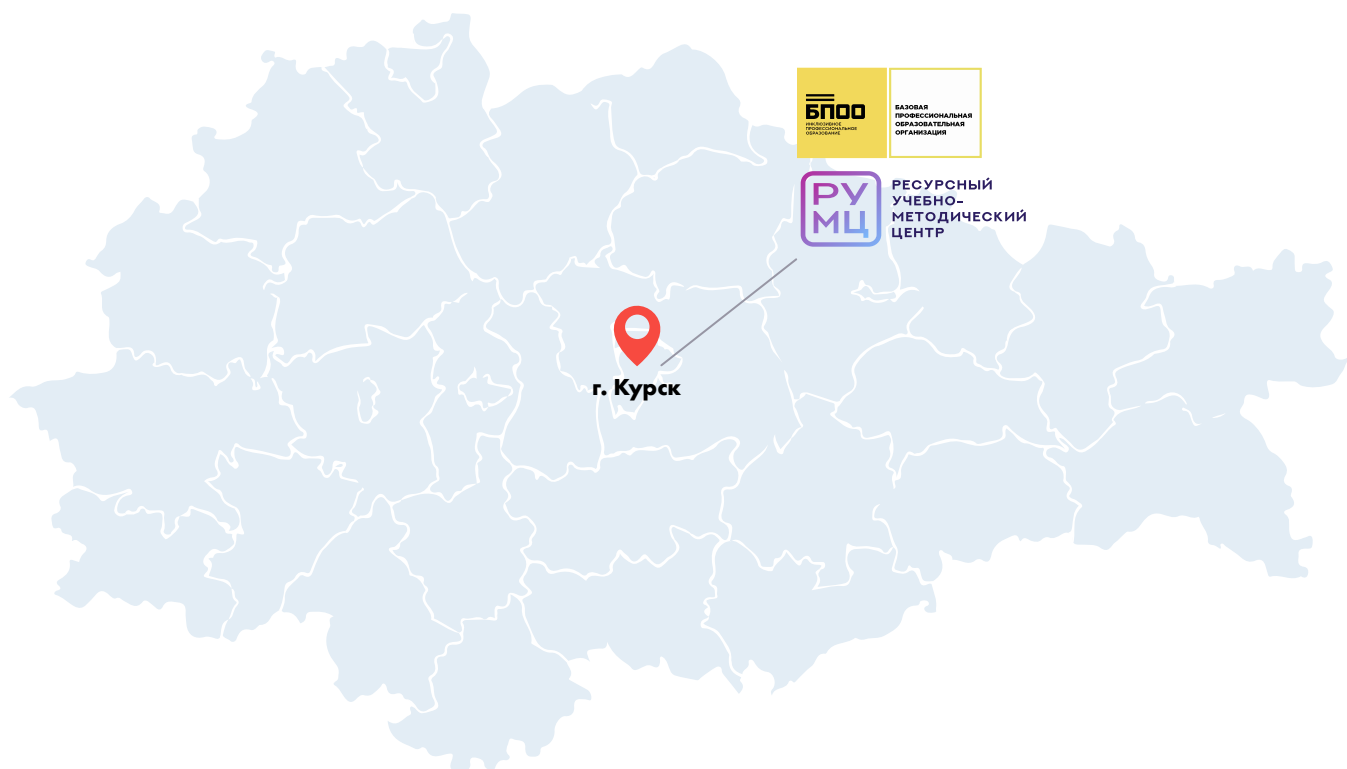 БПОО
ИНКЛЮЗИВНОЕ
ПРОФЕССИОНАЛЬНОЕ
ОБРАЗОВАНИЕ
БАЗОВАЯ
ПРОФЕССИОНАЛЬНАЯ
ОБРАЗОВАТЕЛЬНАЯ
ОРГАНИЗАЦИЯ
РУ
МЦ
РЕСУРСНЫЙ
УЧЕБНО-
МЕТОДИЧЕСКИЙ
ЦЕНТР
г. Курск